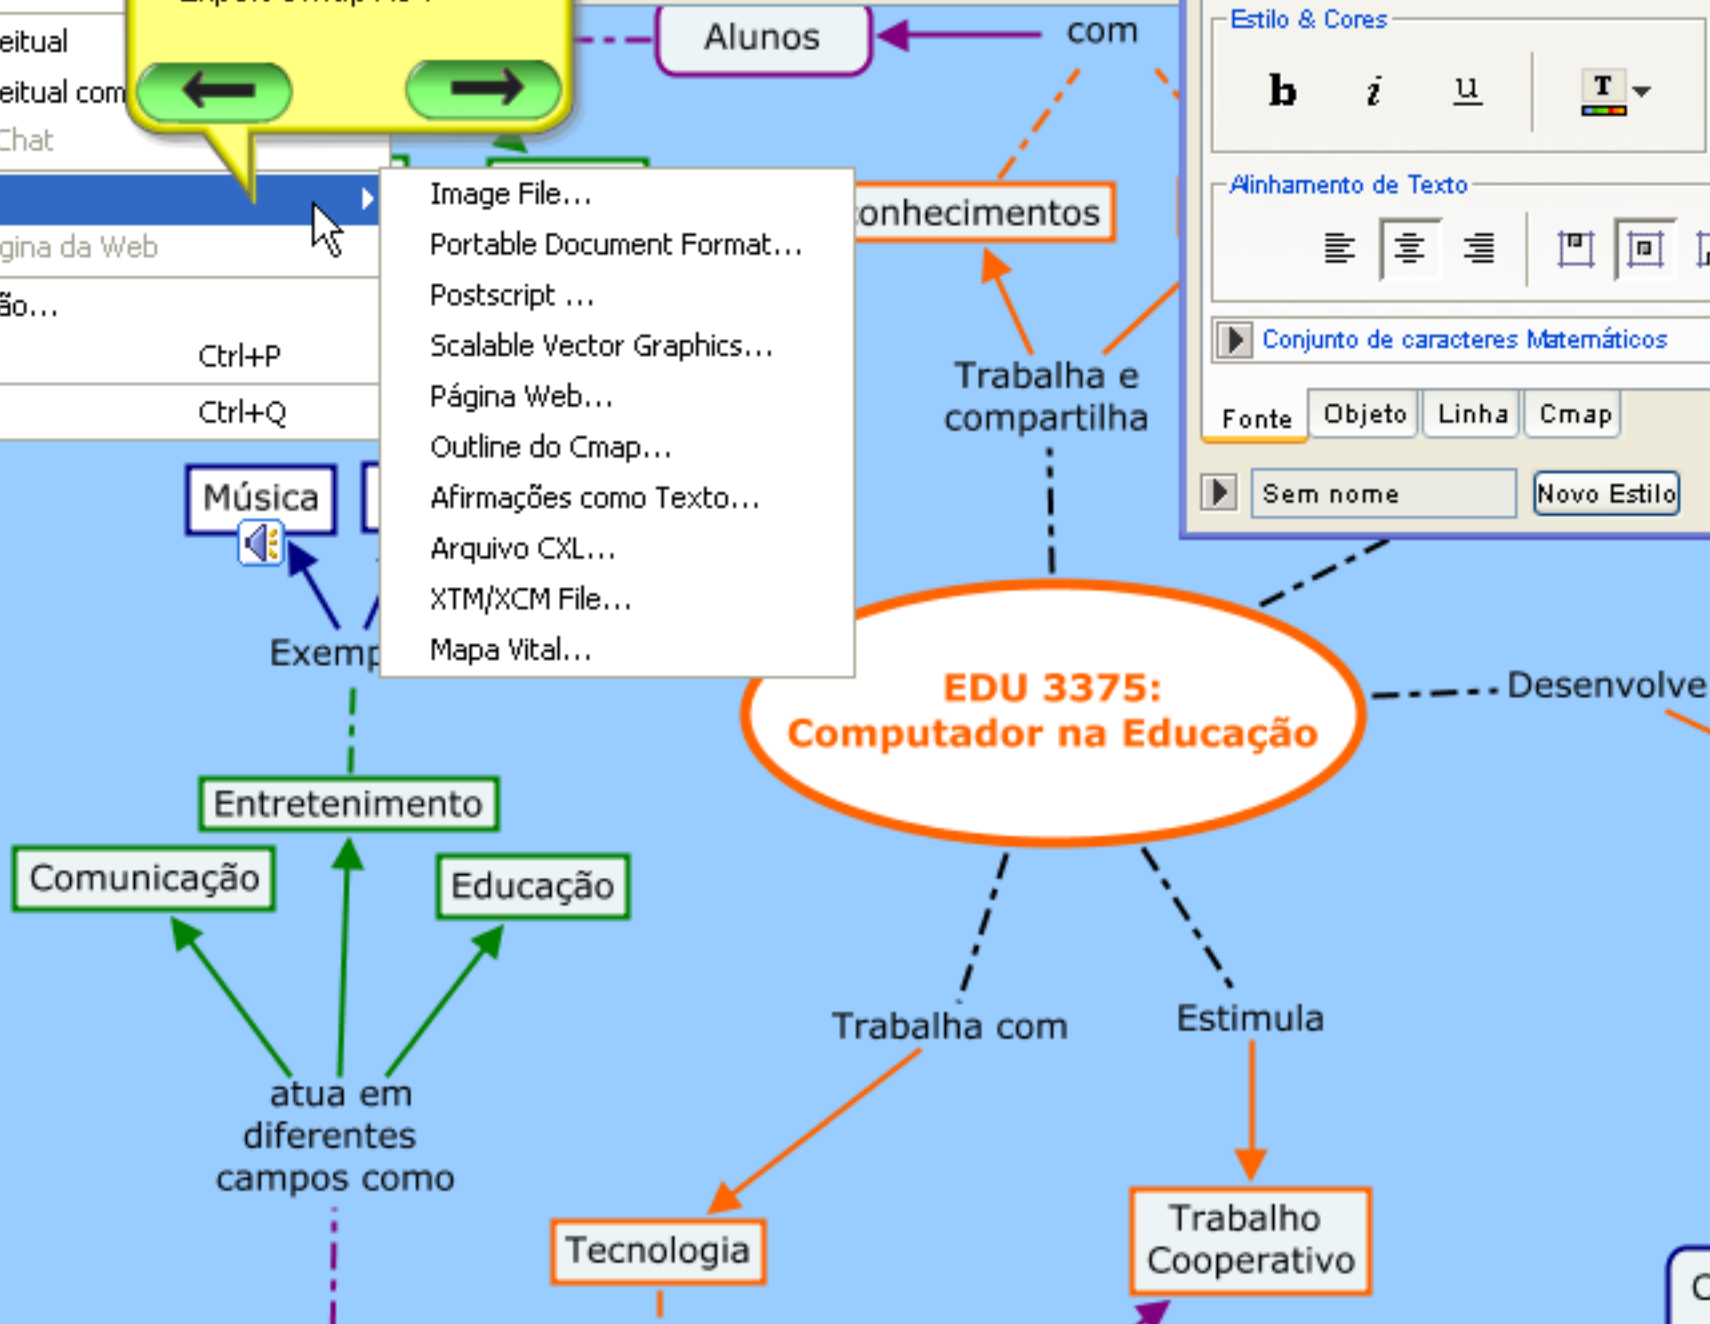 eitual
eitual com
Chat
gina da Web
ão...
Ctrl+P
Ctrl+Q
Image File...
Portable Document Format...
Postscript ...
Scalable Vector Graphics...
Página Web...
Outline do Cmap...
Afirmações como Texto...
Arquivo CXL...
XTM/XCM File...
Mapa Vital...
Alunos
com
onhecimentos
Trabalha e
compartilha
Estilo & Cores
b i u T
Alinhamento de Texto
Conjunto de caracteres Matemáticos
Fonte Objeto Linha Cmap
Sem nome
Novo Estilo
Música
Exemp
EDU 3375:
Computador na Educação
Desenvolve
Entretenimento
Comunicação
Educação
atua em
diferentes
campos como
Trabalha com
Estimula
Tecnologia
Trabalho
Cooperativo